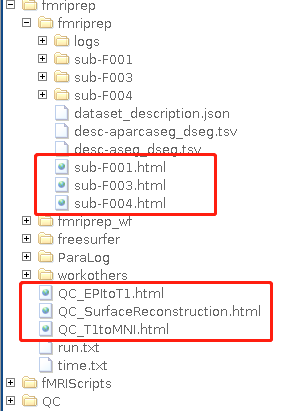 fmriprep
fmriprep
logs
sub-F001
sub-F003
sub-F004
dataset_description.json
desc-aparcaseg_dseg.tsv
desc-aseg_dseg.tsv
sub-F001.html
sub-F003.html
sub-F004.html
fmriprep_wf
freesurfer
ParaLog
workothers
QC_EPItoT1.html
QC_SurfaceReconstruction.html
QC_T1toMNI.html
run.txt
time.txt
fMRIScripts
QC